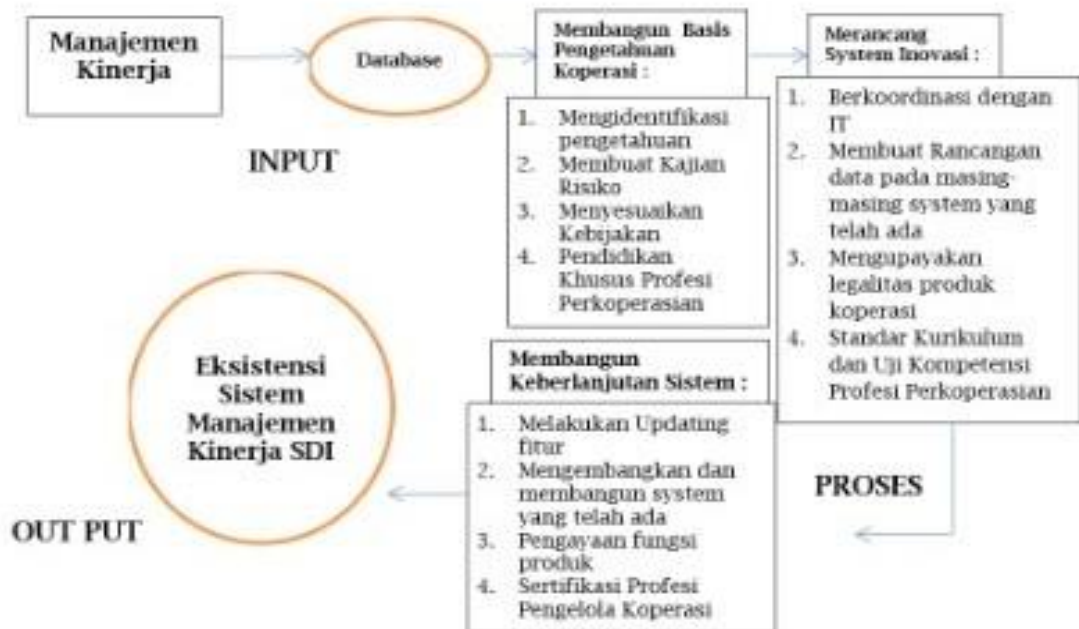 Manajemen
Kinerja
Database
INPUT
Membangun Basis
Pengetahuan
Koperasi :
1. Mengidentifikasi
pengetahuan
2. Membuat Kajian
Risiko
3. Menyesuaikan
Kebijakan
4. Pendidikan
Khusus Profesi
Perkoperasian
Merancang
System Inovasi :
1. Berkoordinasi dengan
IT
2. Membuat Rancangan
data pada masing-
masing system yang
telah ada
3. Mengupayakan
legalitas produk
koperasi
4. Standar Kurikulum
dan Uji Kompetensi
Profesi Perkoperasian
PROSES
Membangun
Keberlanjutan Sistem :
1. Melakukan Updating
fitur
2. Mengembangkan dan
membangun system
yang telah ada
3. Pengayaan fungsi
produk
4. Sertifikasi Profesi
Pengelola Koperasi
Eksistensi
Sistem
Manajemen
Kinerja SDI
OUT PUT